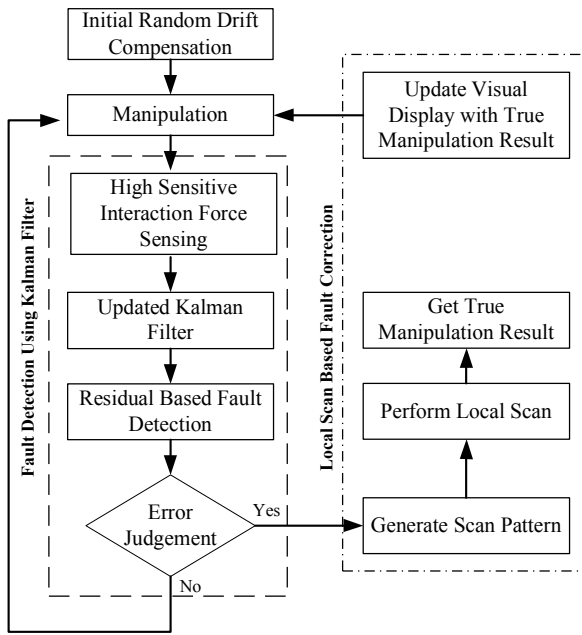 Initial Random Drift
Compensation
Manipulation
High Sensitive
Interaction Force
Sensing
Updated Kalman
Filter
Residual Based Fault
Detection
Error
Judgement
Yes
No
Fault Detection Using Kalman Filter
Local Scan Based Fault Correction
Update Visual
Display with True
Manipulation Result
Get True
Manipulation Result
Perform Local Scan
Generate Scan Pattern